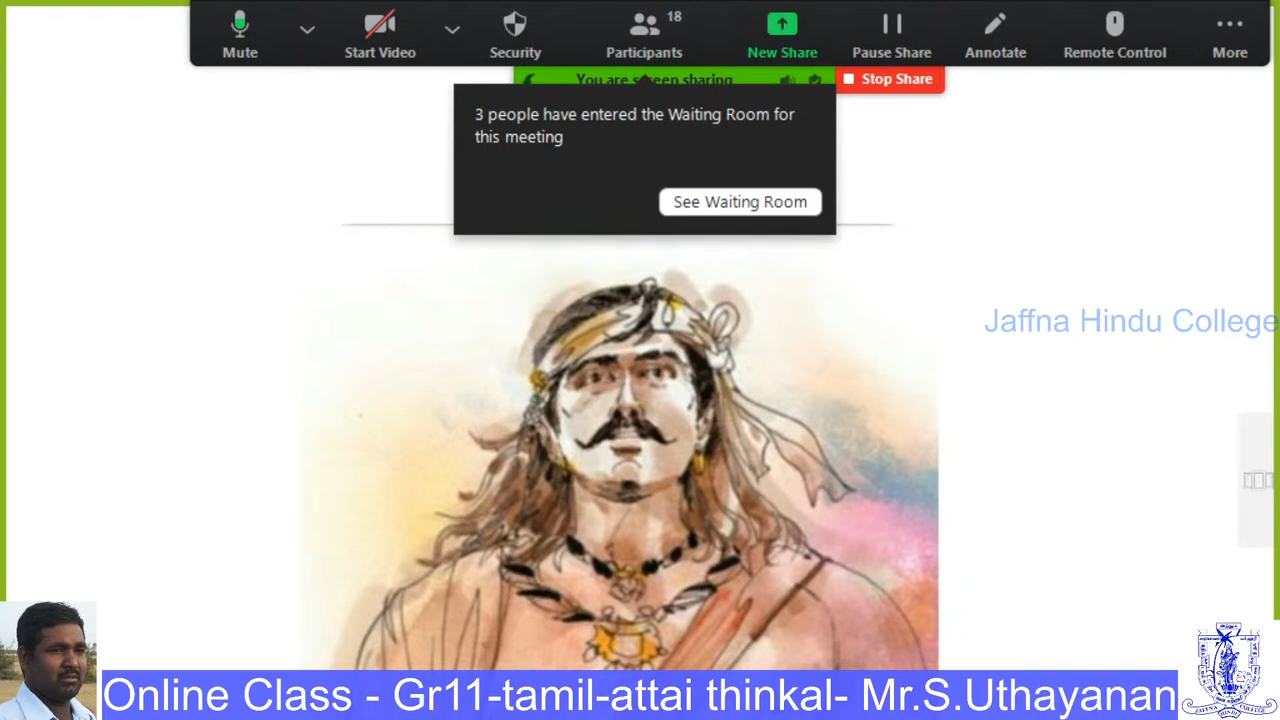 18
Mute
Start Video
Security
Participants
New Share
Pause Share
Annotate
Remote Control
More
You are screen sharing
Stop Share
3 people have entered the Waiting Room for
this meeting
See Waiting Room
Jaffna Hindu College
Online Class - Gr11-tamil-attai thinkal- Mr.S.Uthayanan